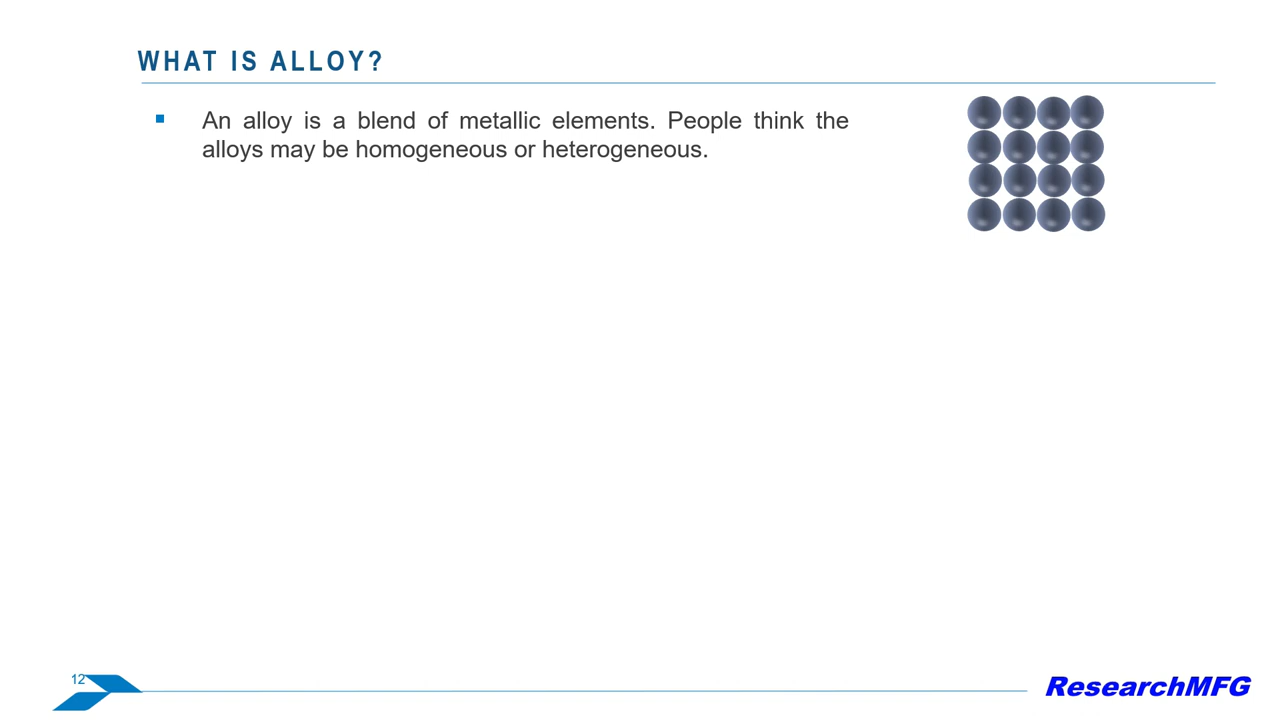 WHAT IS ALLOY?
An alloy is a blend of metallic elements. People think the
alloys may be homogeneous or heterogeneous.
12
ResearchMFG